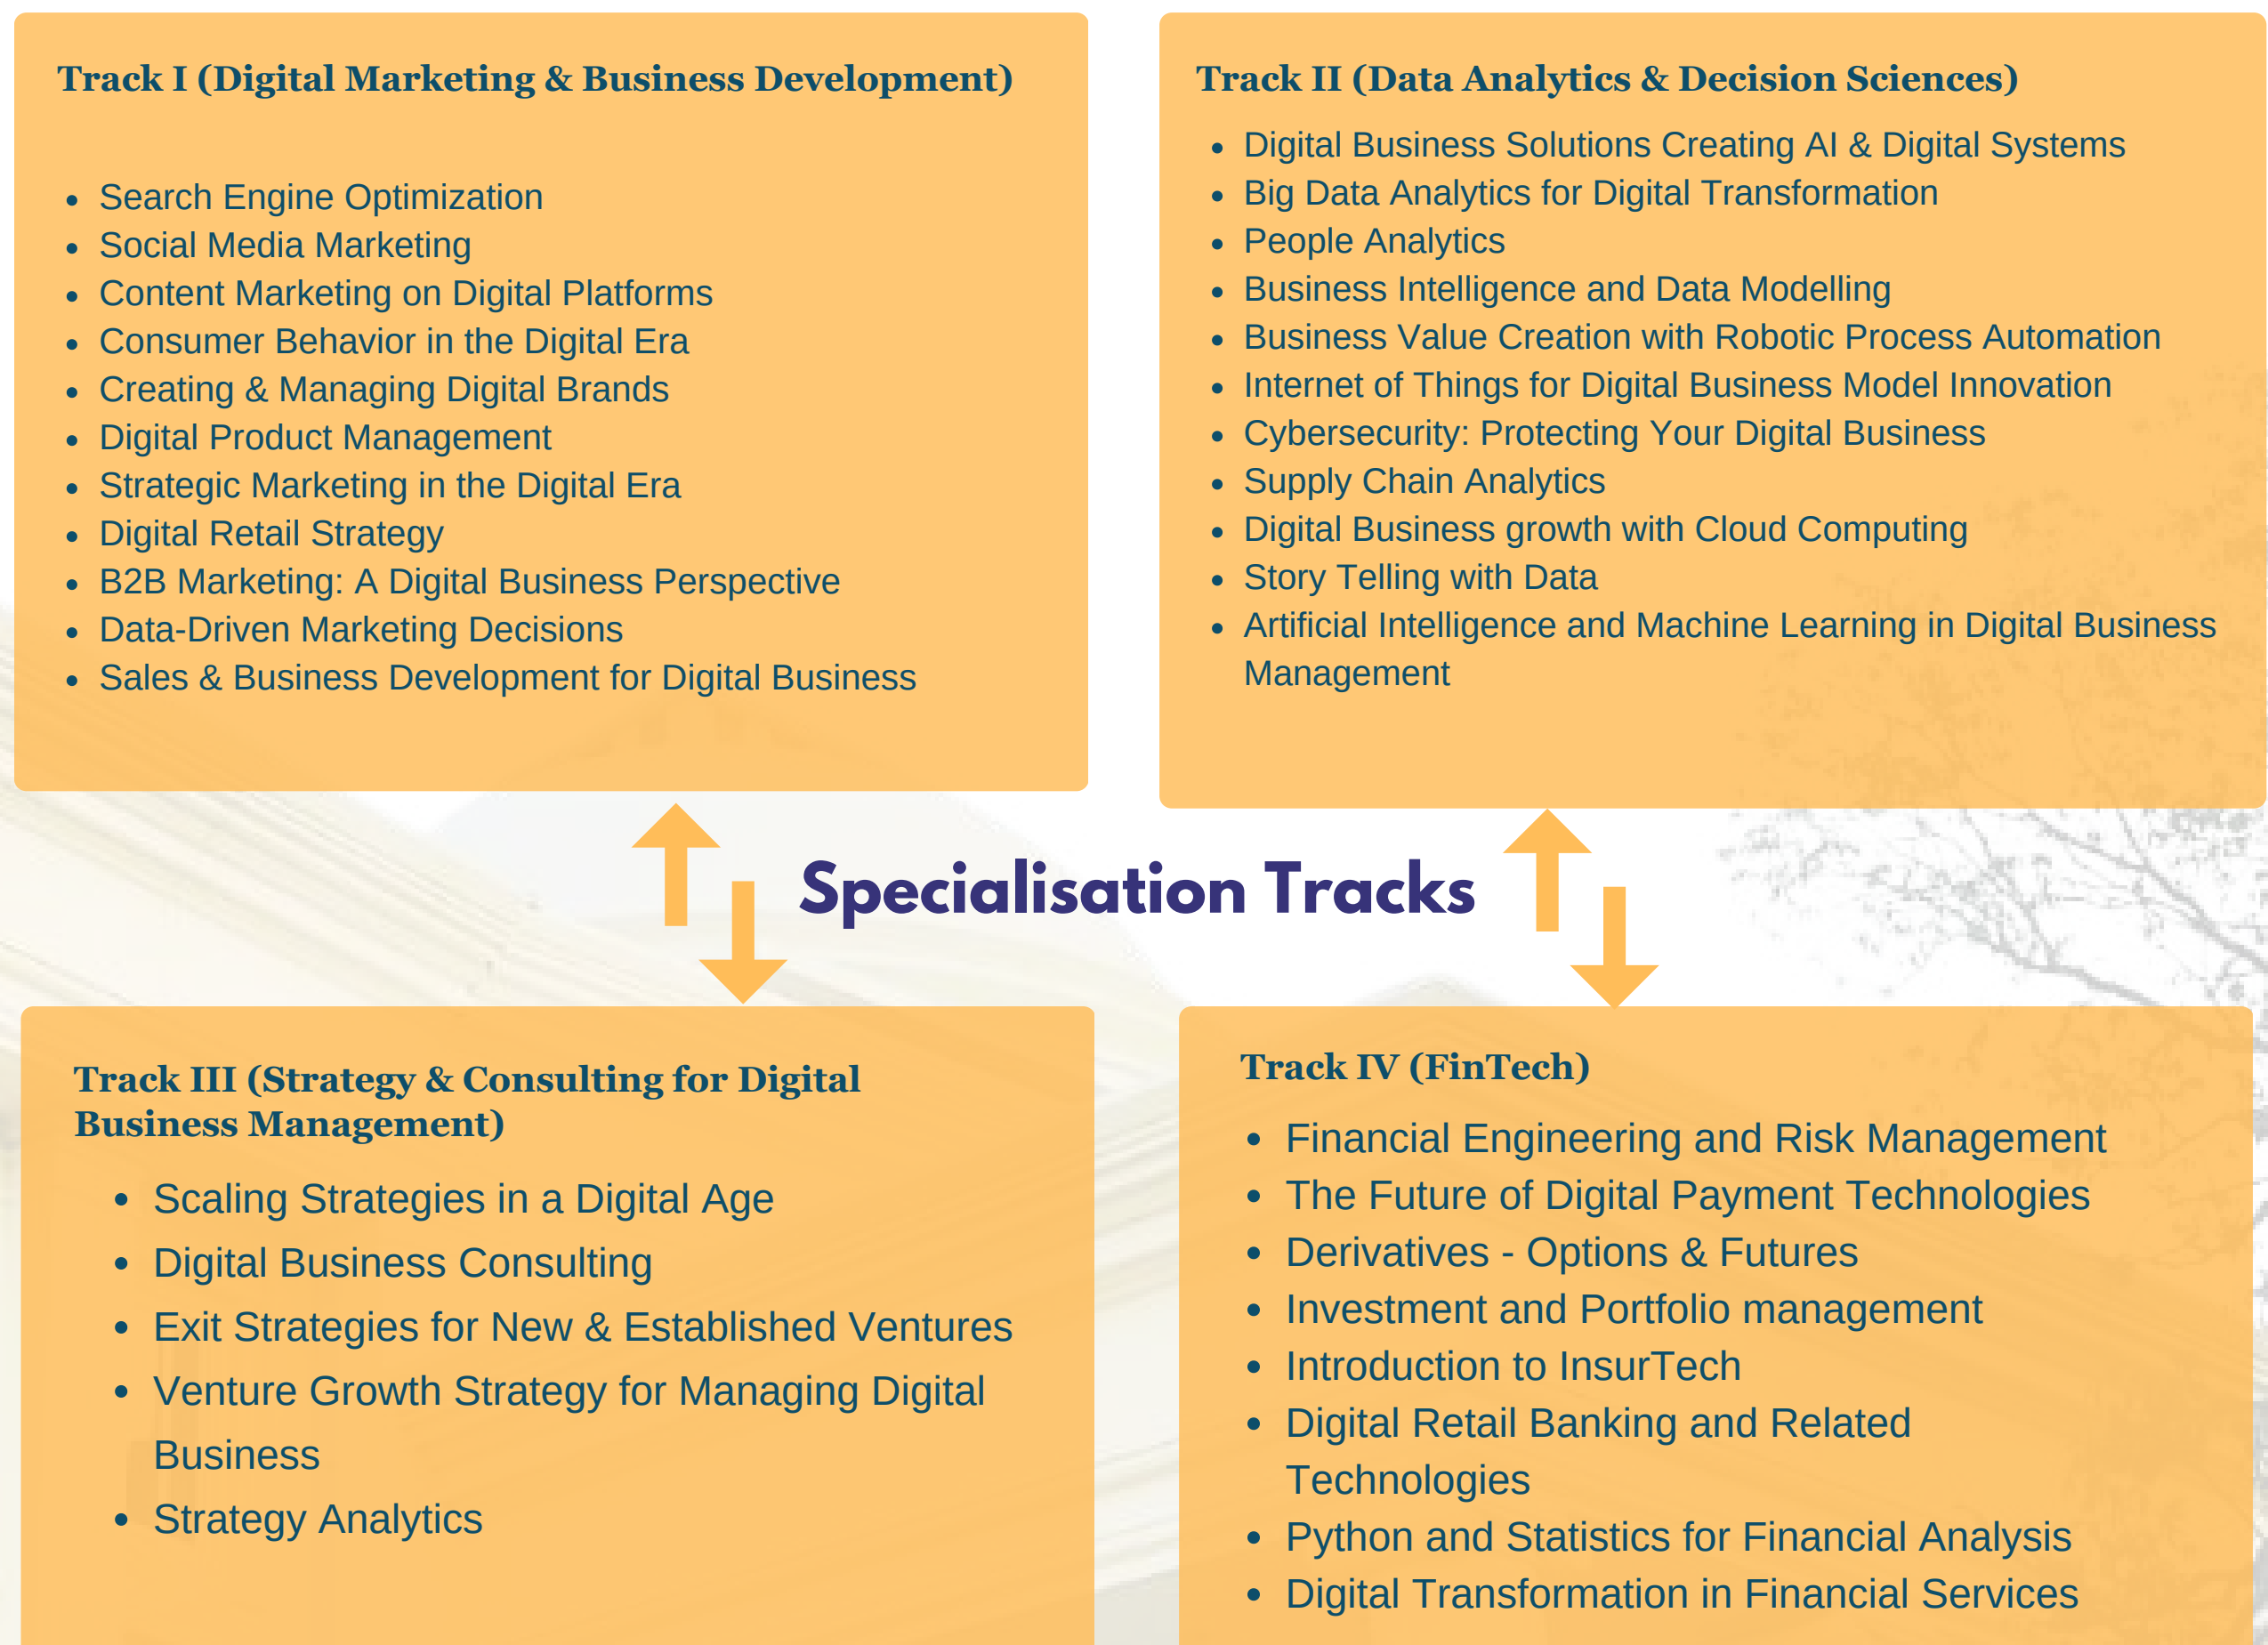 Track I (Digital Marketing & Business Development)
• Search Engine Optimization
• Social Media Marketing
• Content Marketing on Digital Platforms
• Consumer Behavior in the Digital Era
• Creating & Managing Digital Brands
• Digital Product Management
• Strategic Marketing in the Digital Era
• Digital Retail Strategy
• B2B Marketing: A Digital Business Perspective
• Data-Driven Marketing Decisions
• Sales & Business Development for Digital Business
Track II (Data Analytics & Decision Sciences)
• Digital Business Solutions Creating AI & Digital Systems
• Big Data Analytics for Digital Transformation
• People Analytics
• Business Intelligence and Data Modelling
• Business Value Creation with Robotic Process Automation
• Internet of Things for Digital Business Model Innovation
• Cybersecurity: Protecting Your Digital Business
• Supply Chain Analytics
• Digital Business growth with Cloud Computing
• Story Telling with Data
• Artificial Intelligence and Machine Learning in Digital Business
Management
Specialisation Tracks
Track III (Strategy & Consulting for Digital
Business Management)
• Scaling Strategies in a Digital Age
• Digital Business Consulting
• Exit Strategies for New & Established Ventures
• Venture Growth Strategy for Managing Digital
Business
• Strategy Analytics
Track IV (FinTech)
• Financial Engineering and Risk Management
• The Future of Digital Payment Technologies
• Derivatives - Options & Futures
• Investment and Portfolio management
• Introduction to InsurTech
• Digital Retail Banking and Related
Technologies
• Python and Statistics for Financial Analysis
• Digital Transformation in Financial Services